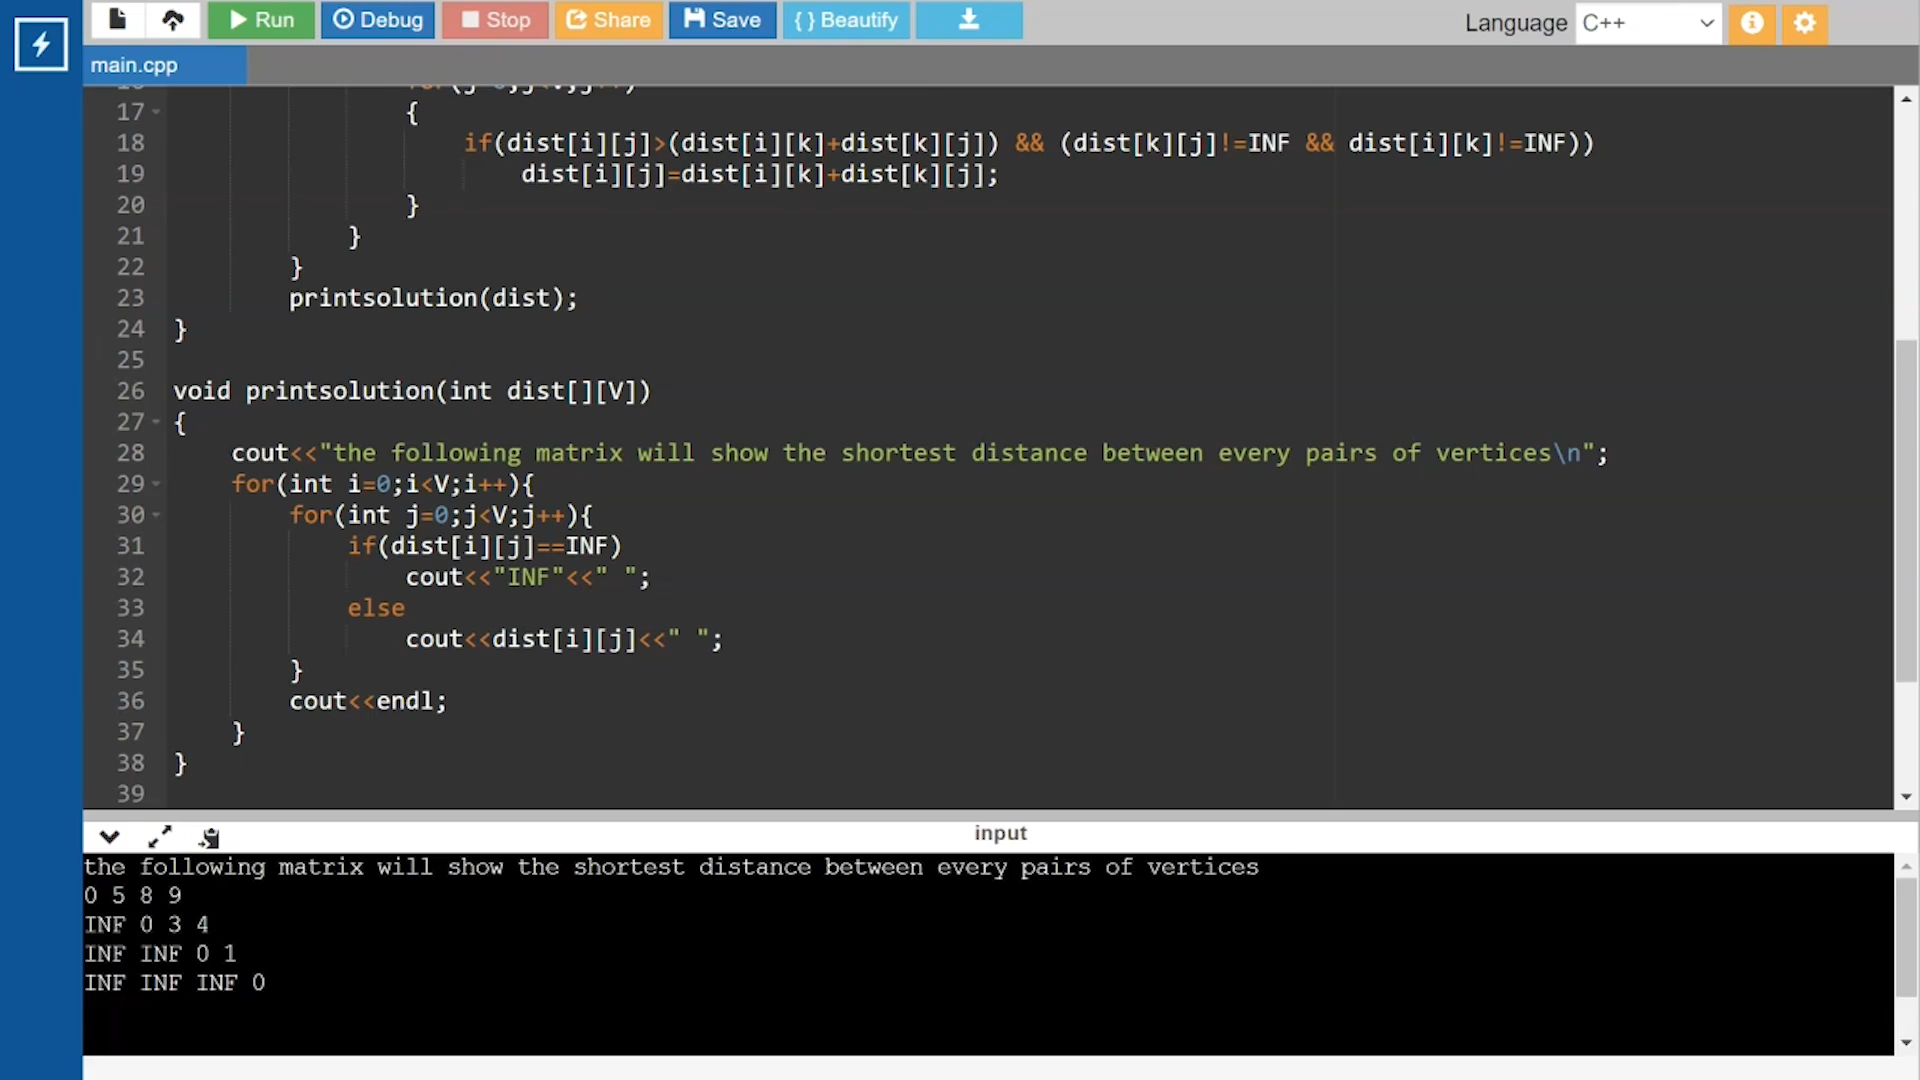 Run Debug Stop Share Save { } Beautify Language C++
main.cpp
17 {
18 if(dist[i][j]>(dist[i][k]+dist[k][j]) && (dist[k][j]!=INF && dist[i][k]!=INF))
19 dist[i][j]=dist[i][k]+dist[k][j];
20 }
21 }
22 }
23 printsolution(dist);
24 }
25
26 void printsolution(int dist[][V])
27 {
28 cout<<"the following matrix will show the shortest distance between every pairs of vertices\n";
29 for(int i=0;i<V;i++){
30 for(int j=0;j<V;j++){
31 if(dist[i][j]==INF)
32 cout<<"INF"<<" ";
33 else
34 cout<<dist[i][j]<<" ";
35 }
36 cout<<endl;
37 }
38 }
39
input
the following matrix will show the shortest distance between every pairs of vertices
0 5 8 9
INF 0 3 4
INF INF 0 1
INF INF INF 0